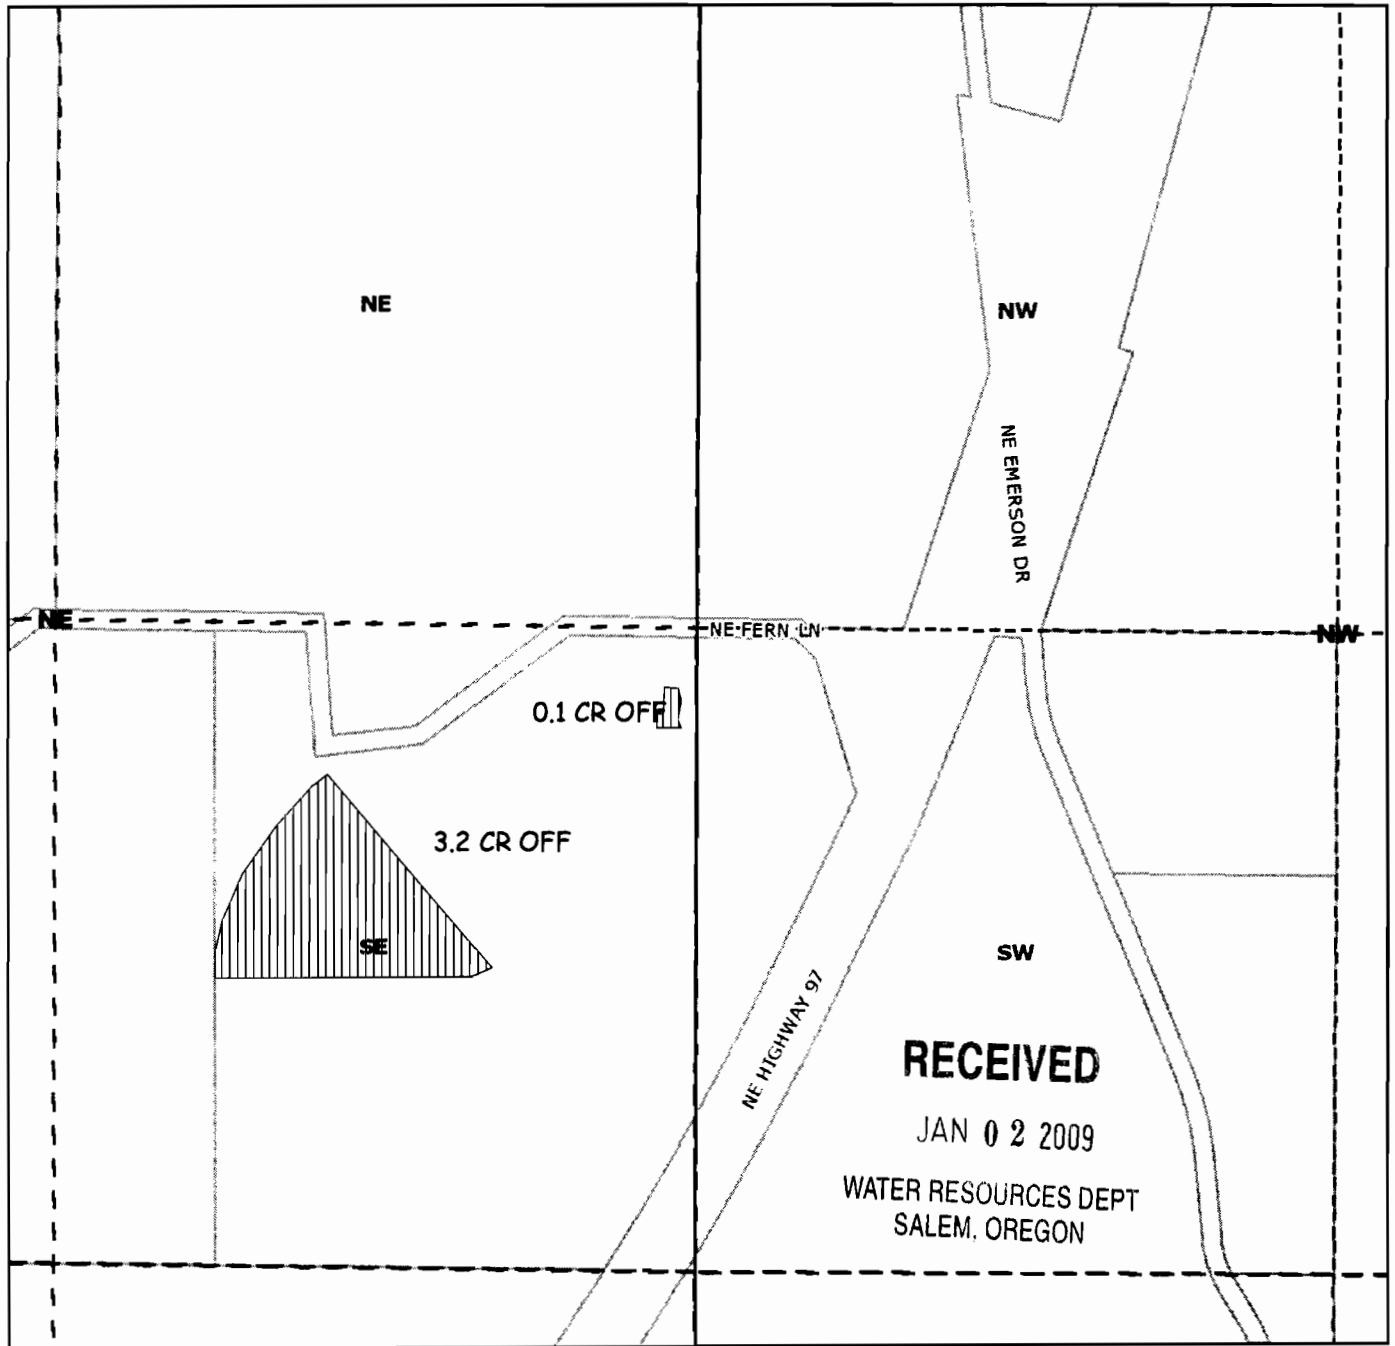 NE
NW
NE EMERSON DR
NE
NE FERN LN
NW
0.1 CR OFF
3.2 CR OFF
SE
SW
NE HIGHWAY 97
RECEIVED
JAN 02 2009
WATER RESOURCES DEPT
SALEM, OREGON